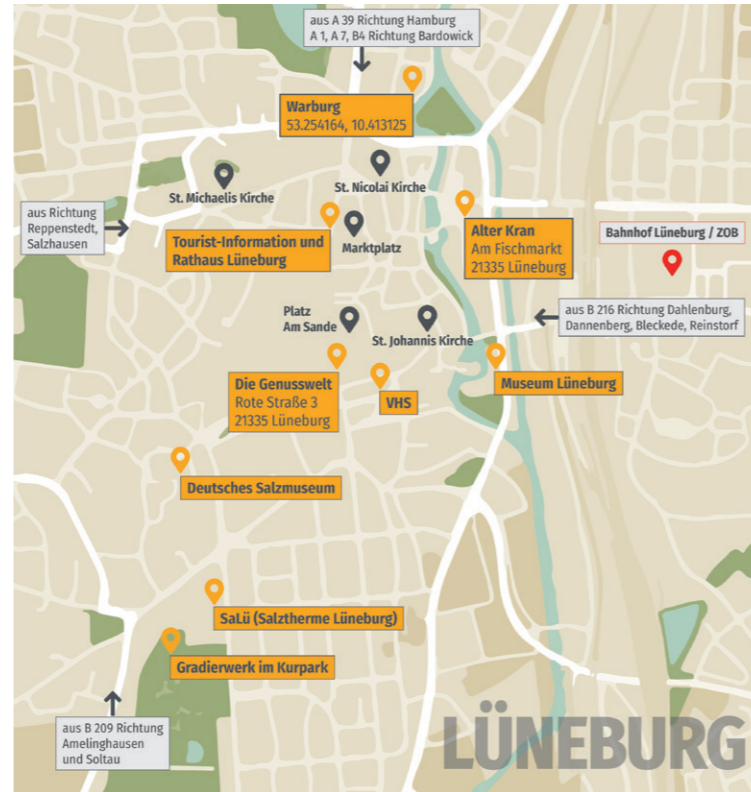 aus A 39 Richtung Hamburg
A 1, A 7, B4 Richtung Bardowick
Warburg
53.254164, 10.413125
St. Michaelis Kirche
St. Nicolai Kirche
aus Richtung
Reppenstedt,
Salzhausen
Tourist-Information und
Rathaus Lüneburg
Marktplatz
Alter Kran
Am Fischmarkt
21335 Lüneburg
Bahnhof Lüneburg / ZOB
Platz
Am Sande
St. Johannis Kirche
aus B 216 Richtung Dahlenburg,
Dannenberg, Bleckede, Reinstorf
Die Genusswelt
Rote Straße 3
21335 Lüneburg
VHS
Museum Lüneburg
Deutsches Salzmuseum
SaLü (Salztherme Lüneburg)
Gradierwerk im Kurpark
aus B 209 Richtung
Amelinghausen
und Soltau
LÜNEBURG